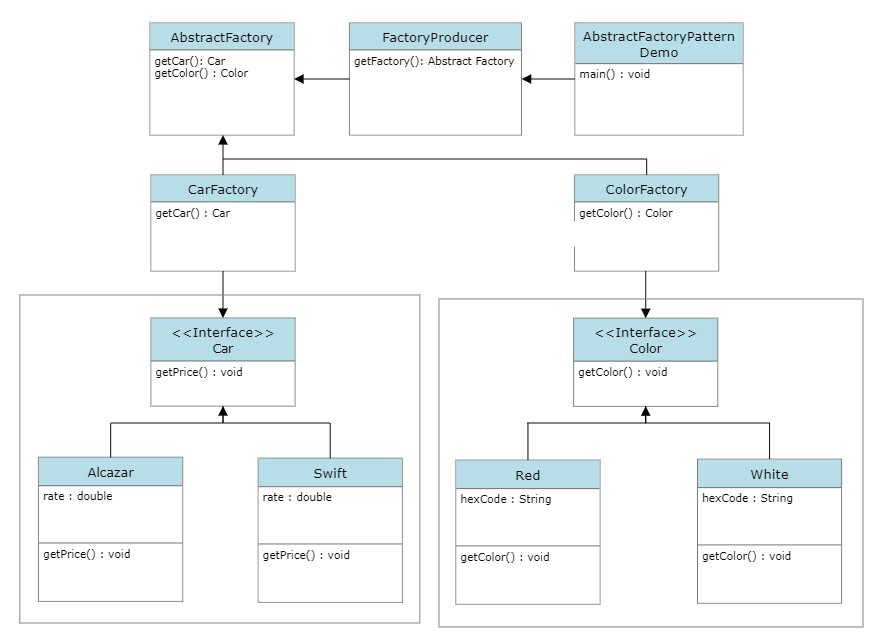 AbstractFactory
getCar(): Car
getColor() : Color
FactoryProducer
getFactory(): Abstract Factory
AbstractFactoryPattern
Demo
main() : void
CarFactory
getCar() : Car
ColorFactory
getColor() : Color
<<Interface>>
Car
getPrice() : void
<<Interface>>
Color
getColor() : void
Alcazar
rate : double
getPrice() : void
Swift
rate : double
getPrice() : void
Red
hexCode : String
getColor() : void
White
hexCode : String
getColor() : void